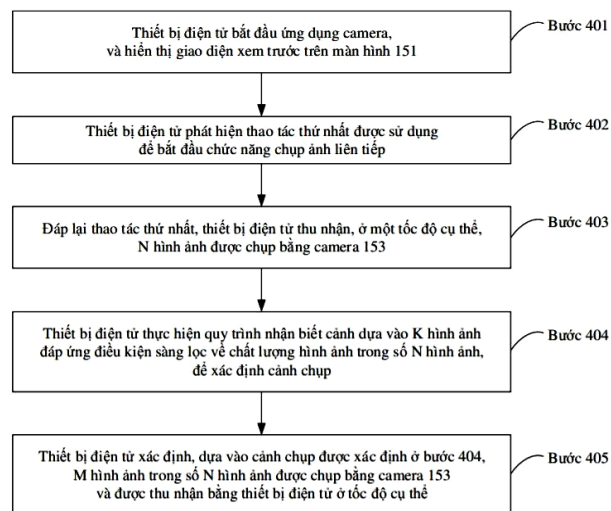 Thiết bị điện tử bắt đầu ứng dụng camera,
và hiển thị giao diện xem trước trên màn hình 151
Bước 401
Thiết bị điện tử phát hiện thao tác thứ nhất được sử dụng
để bắt đầu chức năng chụp ảnh liên tiếp
Bước 402
Đáp lại thao tác thứ nhất, thiết bị điện tử thu nhận, ở một tốc độ cụ thể,
N hình ảnh được chụp bằng camera 153
Bước 403
Thiết bị điện tử thực hiện quy trình nhận biết cảnh dựa vào K hình ảnh
đáp ứng điều kiện sàng lọc về chất lượng hình ảnh trong số N hình ảnh,
để xác định cảnh chụp
Bước 404
Thiết bị điện tử xác định, dựa vào cảnh chụp được xác định ở bước 404,
M hình ảnh trong số N hình ảnh được chụp bằng camera 153
và được thu nhận bằng thiết bị điện tử ở tốc độ cụ thể
Bước 405